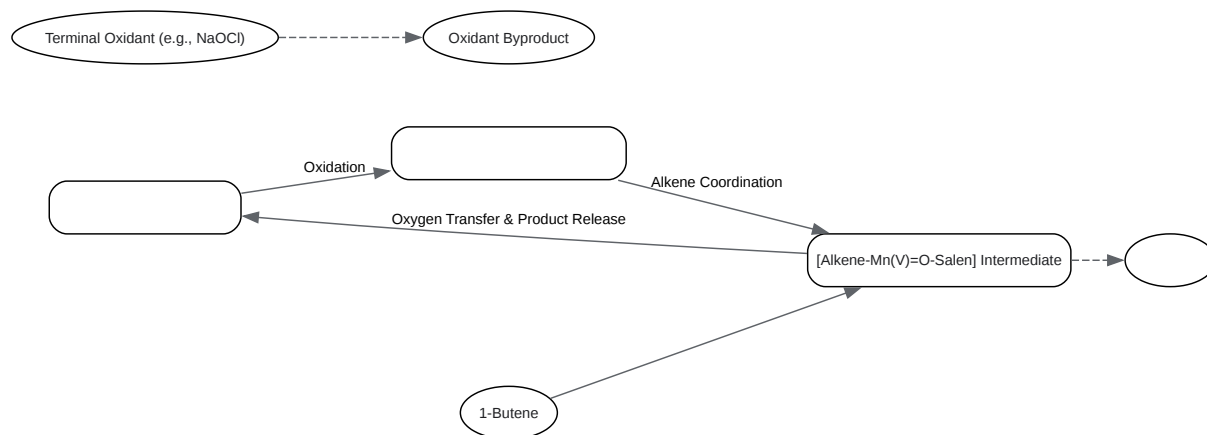 Terminal Oxidant (e.g., NaOCl)
Oxidant Byproduct
Oxidation
Alkene Coordination
Oxygen Transfer & Product Release
[Alkene-Mn(V)=O-Salen] Intermediate
1-Butene